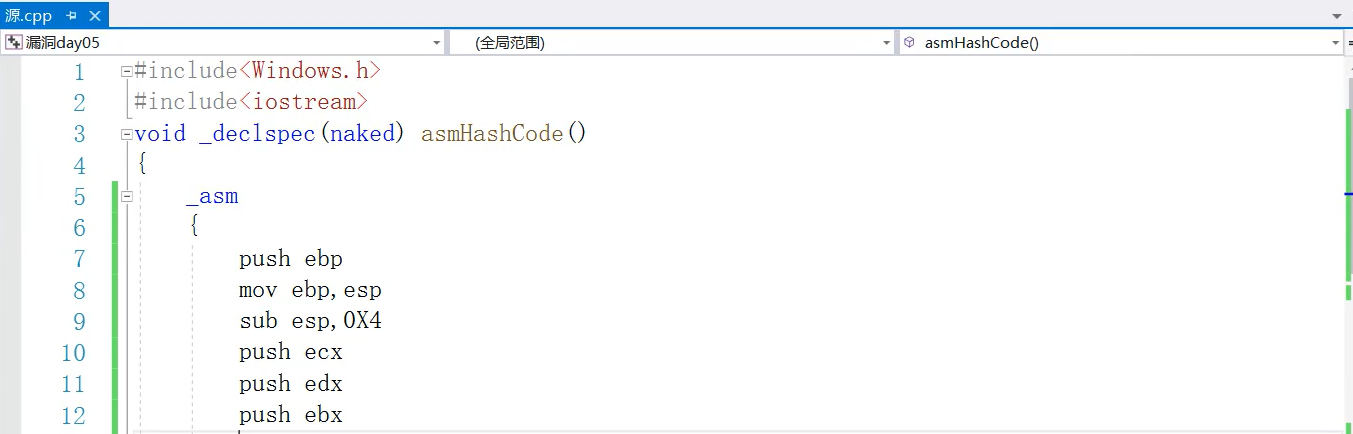 源.cpp
漏洞day05 (全局范围) asmHashCode()
1 #include<Windows.h>
2 #include<iostream>
3 void _declspec(naked) asmHashCode()
4 {
5 _asm
6 {
7 push ebp
8 mov ebp,esp
9 sub esp,0X4
10 push ecx
11 push edx
12 push ebx